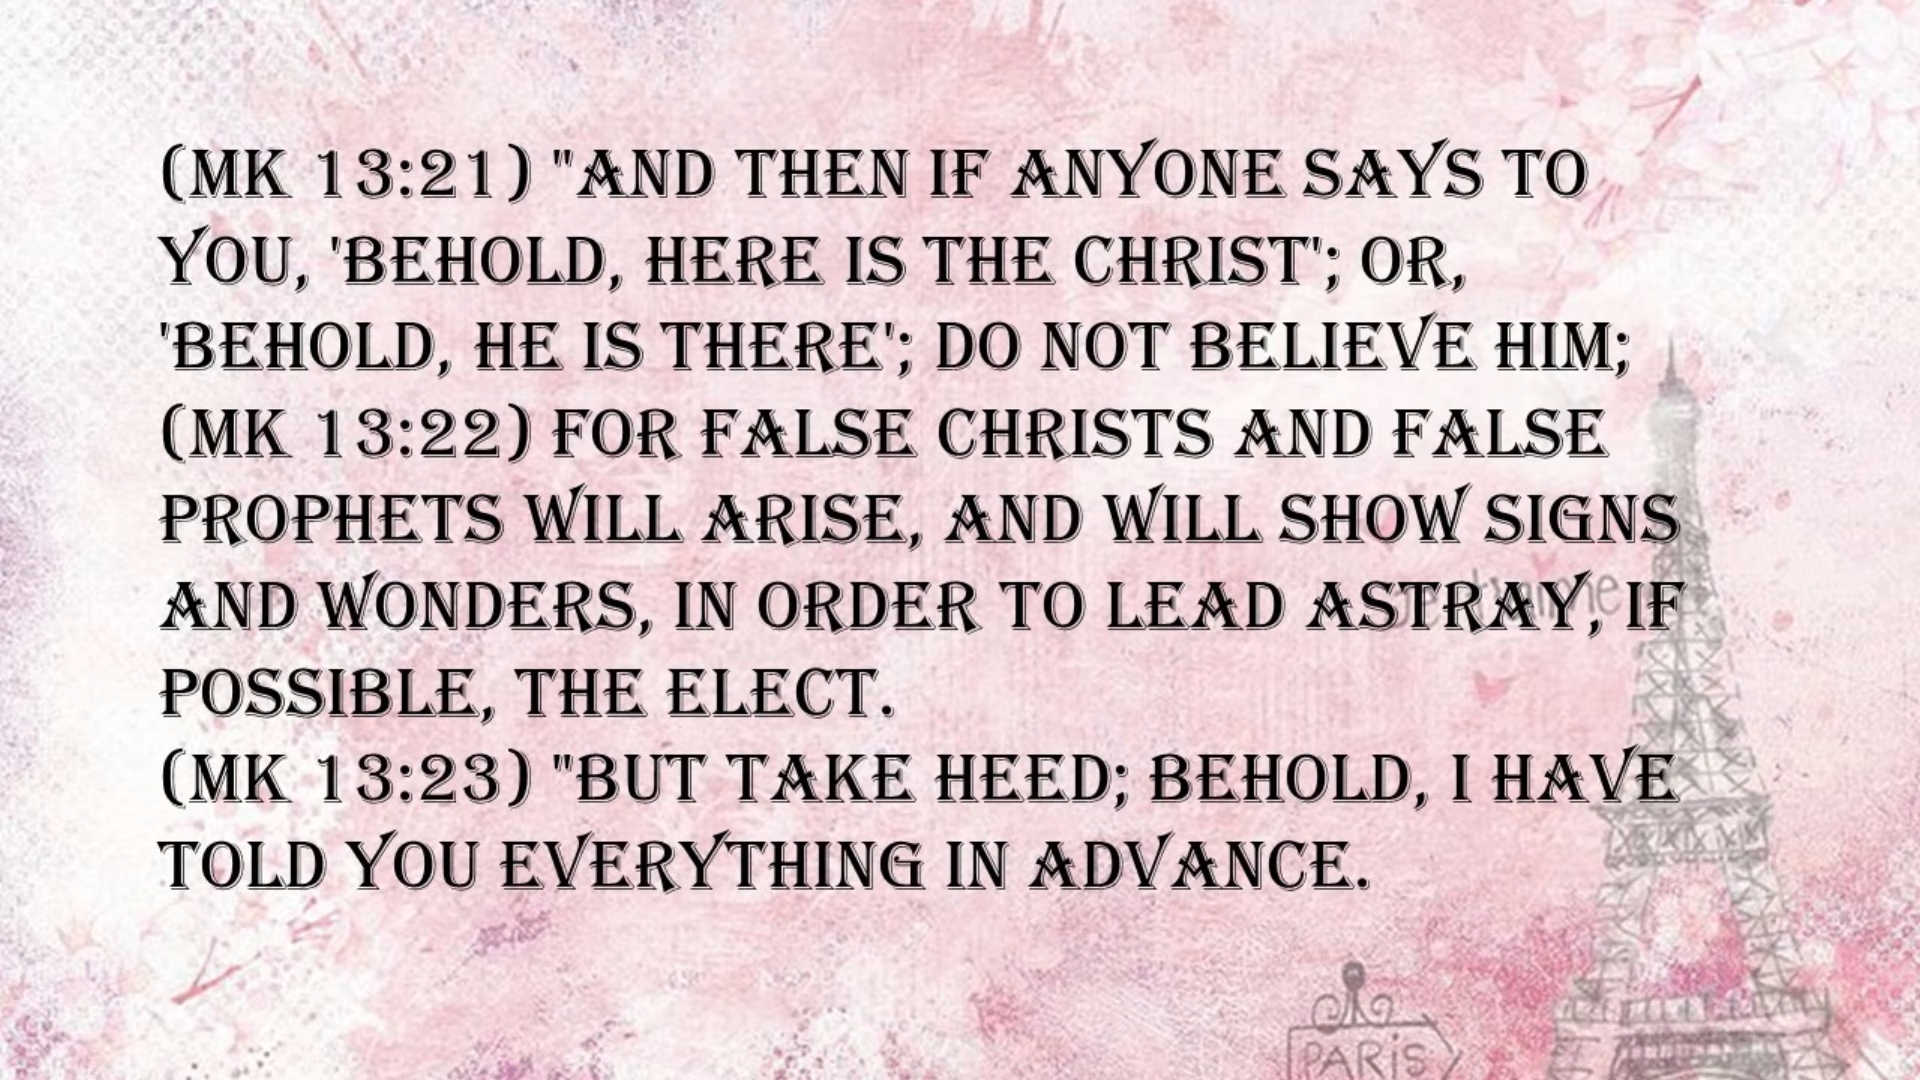 (MK 13:21) "AND THEN IF ANYONE SAYS TO
YOU, 'BEHOLD, HERE IS THE CHRIST'; OR,
'BEHOLD, HE IS THERE'; DO NOT BELIEVE HIM;
(MK 13:22) FOR FALSE CHRISTS AND FALSE
PROPHETS WILL ARISE, AND WILL SHOW SIGNS
AND WONDERS, IN ORDER TO LEAD ASTRAY, IF
POSSIBLE, THE ELECT.
(MK 13:23) "BUT TAKE HEED; BEHOLD, I HAVE
TOLD YOU EVERYTHING IN ADVANCE.
PARIS